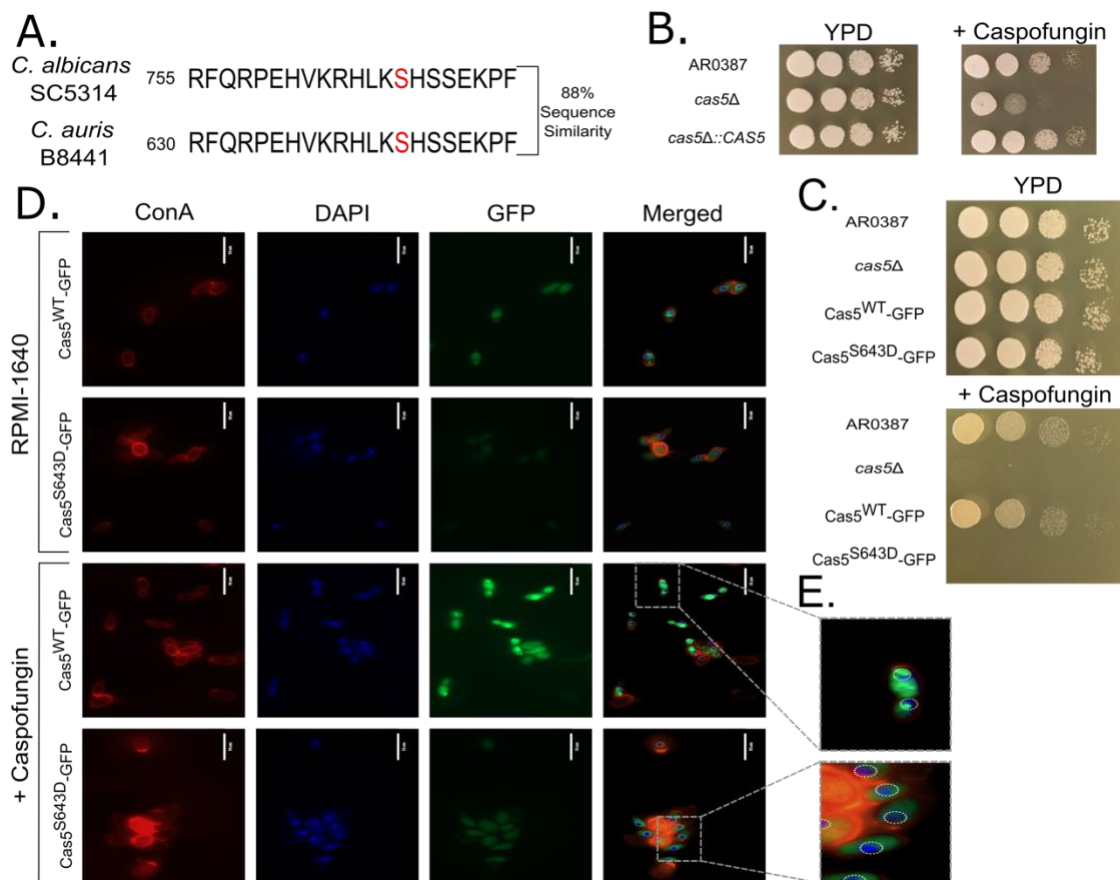 A.
C. albicans
SC5314
755 RFQRPEHVKRHLKSHSSEKPF
C. auris
B8441
630 RFQRPEHVKRHLKSHSSEKPF
88%
Sequence
Similarity
B.
YPD
+ Caspofungin
AR0387
cas5Δ
cas5Δ::CAS5
C.
YPD
AR0387
cas5Δ
Cas5WT-GFP
Cas5S643D-GFP
+ Caspofungin
AR0387
cas5Δ
Cas5WT-GFP
Cas5S643D-GFP
D.
ConA
DAPI
GFP
Merged
RPMI-1640
Cas5WT-GFP
Cas5S643D-GFP
+ Caspofungin
Cas5WT-GFP
Cas5S643D-GFP
E.